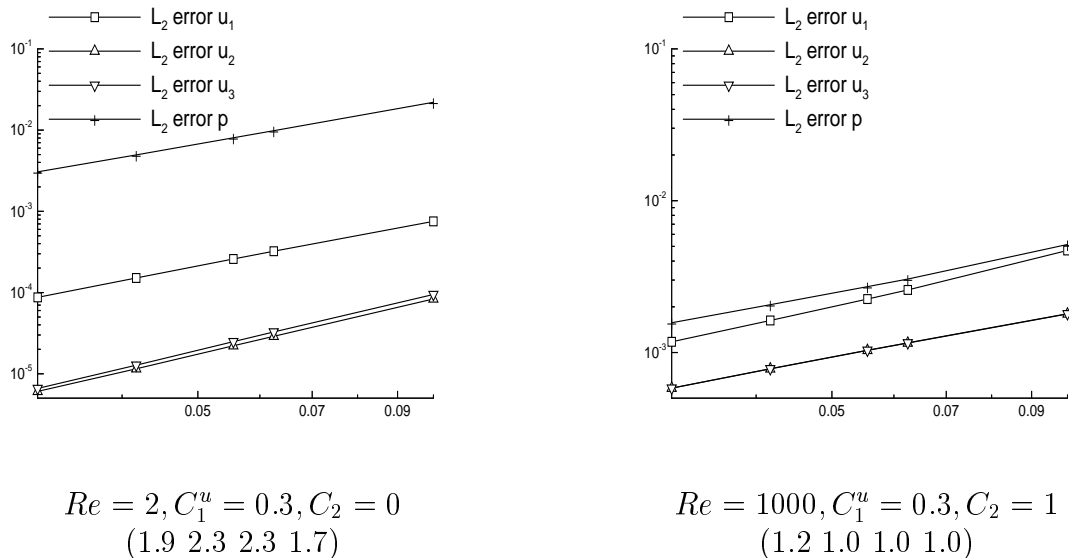 L₂ error u₁
L₂ error u₂
L₂ error u₃
L₂ error p
10⁻¹
10⁻²
10⁻³
10⁻⁴
10⁻⁵
0.05 0.07 0.09
Re = 2, C₁ᵘ = 0.3, C₂ = 0
(1.9 2.3 2.3 1.7)
L₂ error u₁
L₂ error u₂
L₂ error u₃
L₂ error p
10⁻¹
10⁻²
10⁻³
0.05 0.07 0.09
Re = 1000, C₁ᵘ = 0.3, C₂ = 1
(1.2 1.0 1.0 1.0)